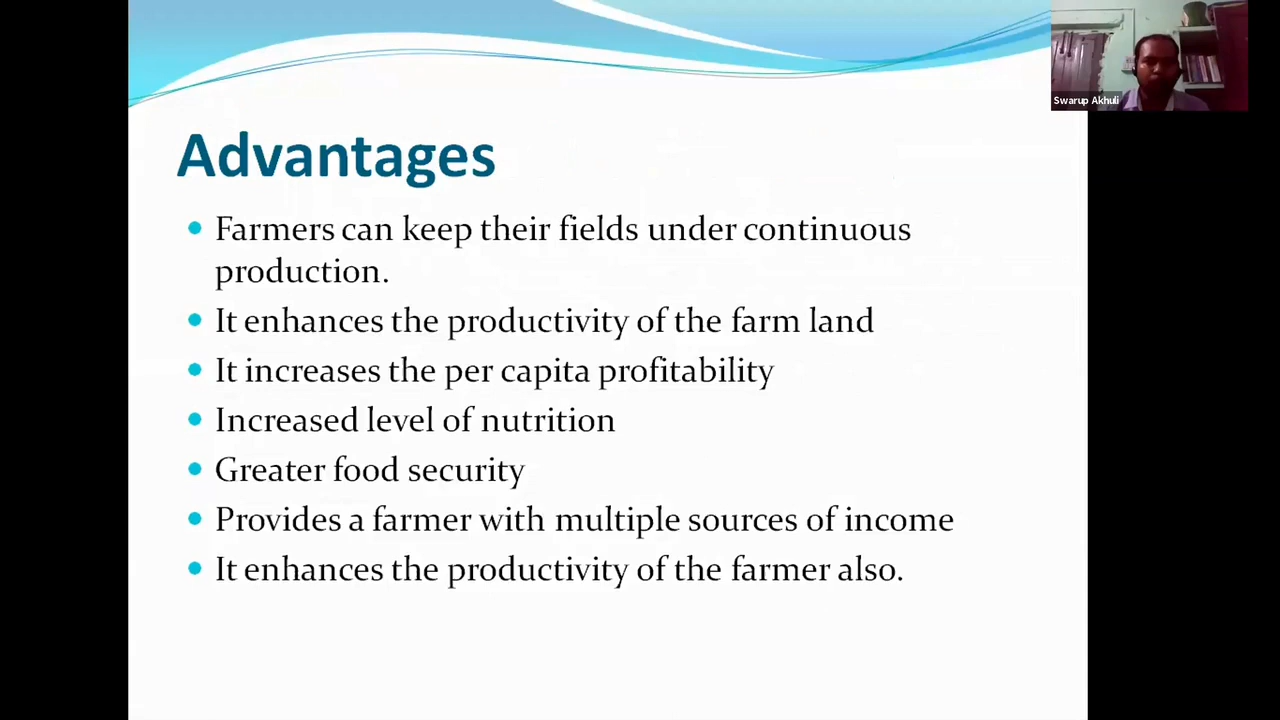 Swarup Akhuli
Advantages
Farmers can keep their fields under continuous
production.
It enhances the productivity of the farm land
It increases the per capita profitability
Increased level of nutrition
Greater food security
Provides a farmer with multiple sources of income
It enhances the productivity of the farmer also.